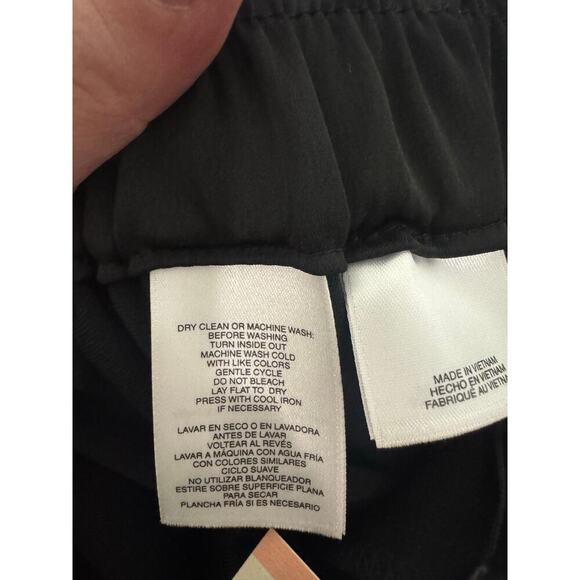 DRY CLEAN OR MACHINE WASH:
BEFORE WASHING
TURN INSIDE OUT
MACHINE WASH COLD
WITH LIKE COLORS
GENTLE CYCLE
DO NOT BLEACH
LAY FLAT TO DRY
PRESS WITH COOL IRON
IF NECESSARY
LAVAR EN SECO O EN LAVADORA
ANTES DE LAVAR
VOLTEAR AL REVÉS
LAVAR A MÁQUINA CON AGUA FRÍA
CON COLORES SIMILARES
CICLO SUAVE
NO UTILIZAR BLANQUEADOR
ESTIRE SOBRE SUPERFICIE PLANA
PARA SECAR
PLANCHA FRÍA SI ES NECESARIO
MADE IN VIETNAM
HECHO EN VIETNAM
FABRIQUÉ AU VIETNAM